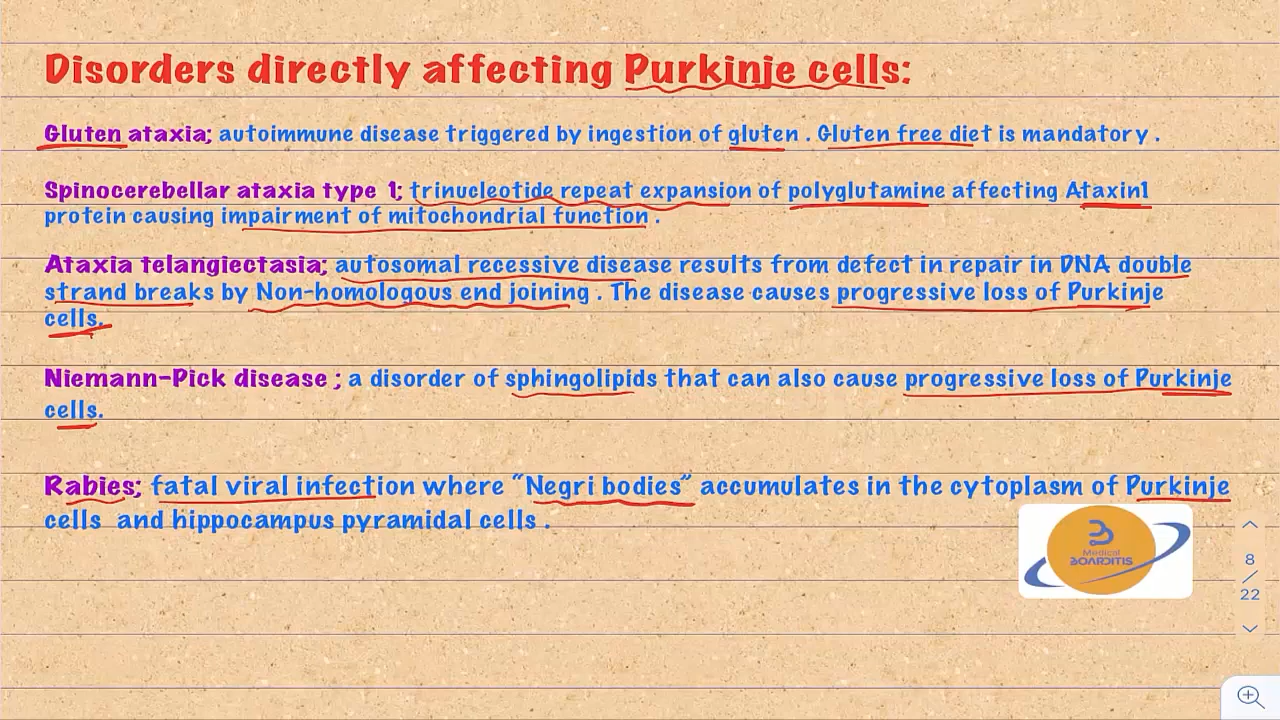 Disorders directly affecting Purkinje cells:
Gluten ataxia; autoimmune disease triggered by ingestion of gluten . Gluten free diet is mandatory .
Spinocerebellar ataxia type 1; trinucleotide repeat expansion of polyglutamine affecting Ataxin1
protein causing impairment of mitochondrial function .
Ataxia telangiectasia; autosomal recessive disease results from defect in repair in DNA double
strand breaks by Non-homologous end joining . The disease causes progressive loss of Purkinje
cells.
Niemann-Pick disease ; a disorder of sphingolipids that can also cause progressive loss of Purkinje
cells.
Rabies; fatal viral infection where “Negri bodies” accumulates in the cytoplasm of Purkinje
cells and hippocampus pyramidal cells .
Medical
BOARDITIS
8
/
22